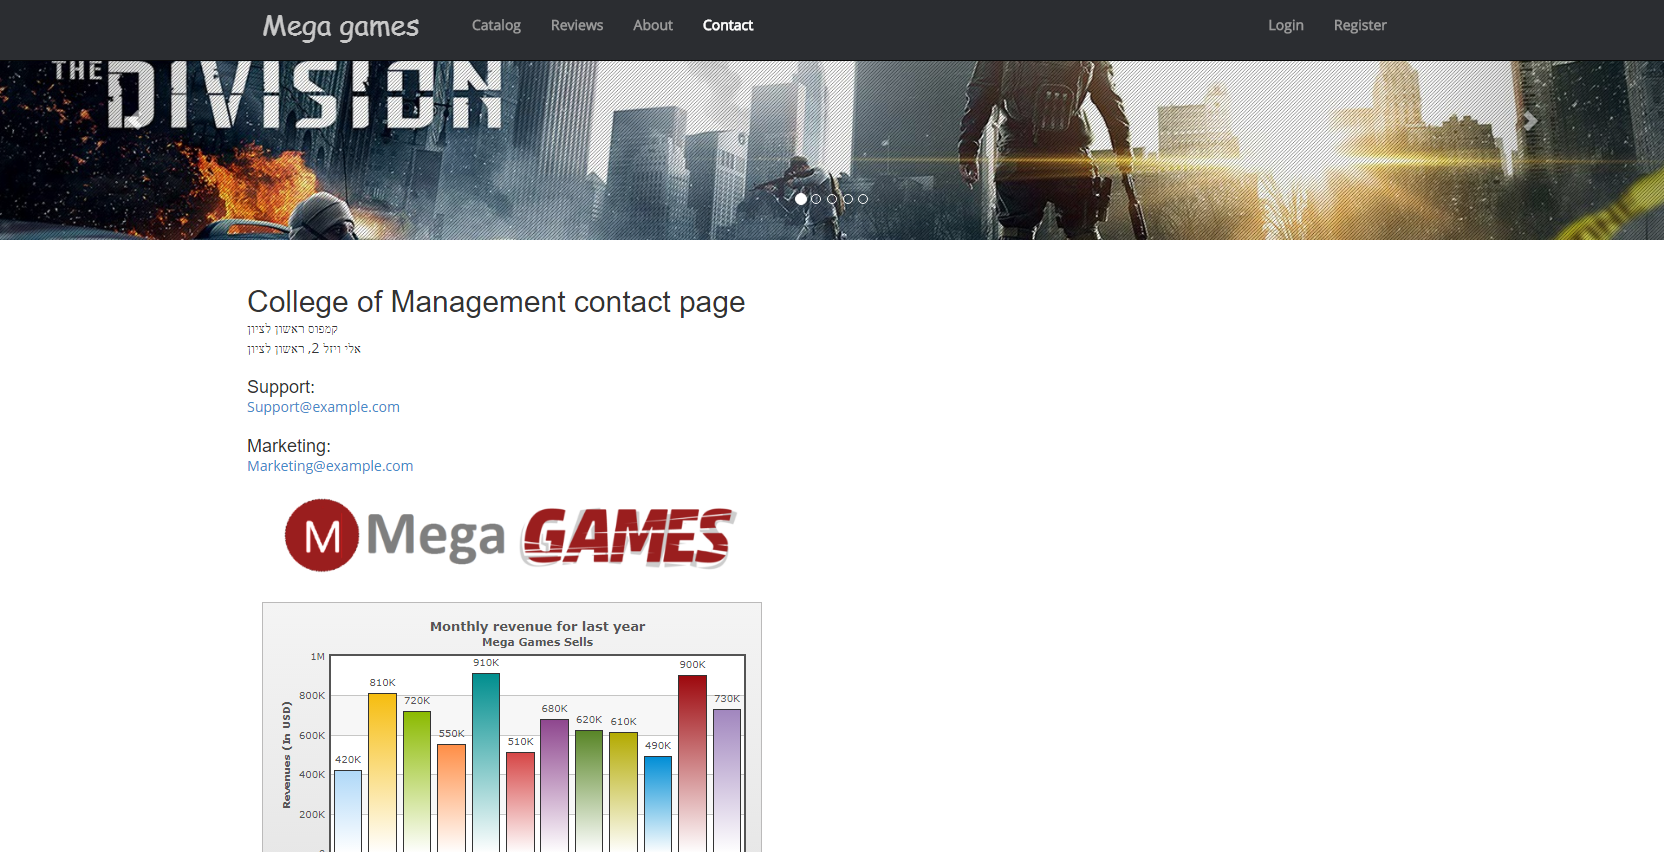 Mega games
Catalog
Reviews
About
Contact
Login
Register
THE
DIVISION
College of Management contact page
קמפוס ראשון לציון
אלי ויזל 2, ראשון לציון
Support:
Support@example.com
Marketing:
Marketing@example.com
M Mega GAMES
Monthly revenue for last year
Mega Games Sells
Revenues (In USD)
1M
800K
600K
400K
200K
420K
810K
720K
550K
910K
510K
680K
620K
610K
490K
900K
730K